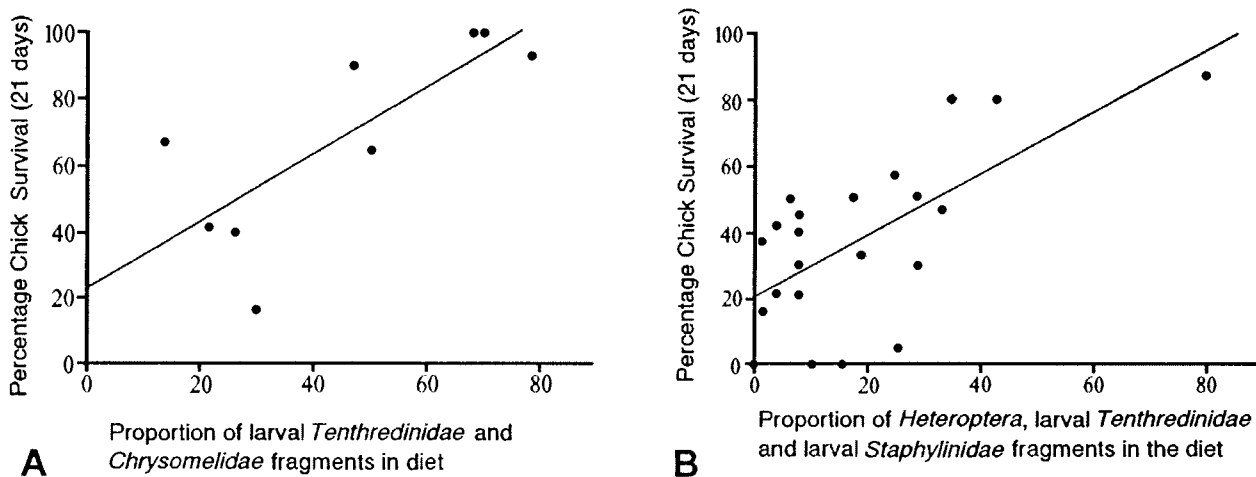 Percentage Chick Survival (21 days)
100
80
60
40
20
0
0 20 40 60 80
Proportion of larval Tenthredinidae and
Chrysomelidae fragments in diet
A
Percentage Chick Survival (21 days)
100
80
60
40
20
0
0 20 40 60 80
Proportion of Heteroptera, larval Tenthredinidae
and larval Staphylinidae fragments in the diet
B